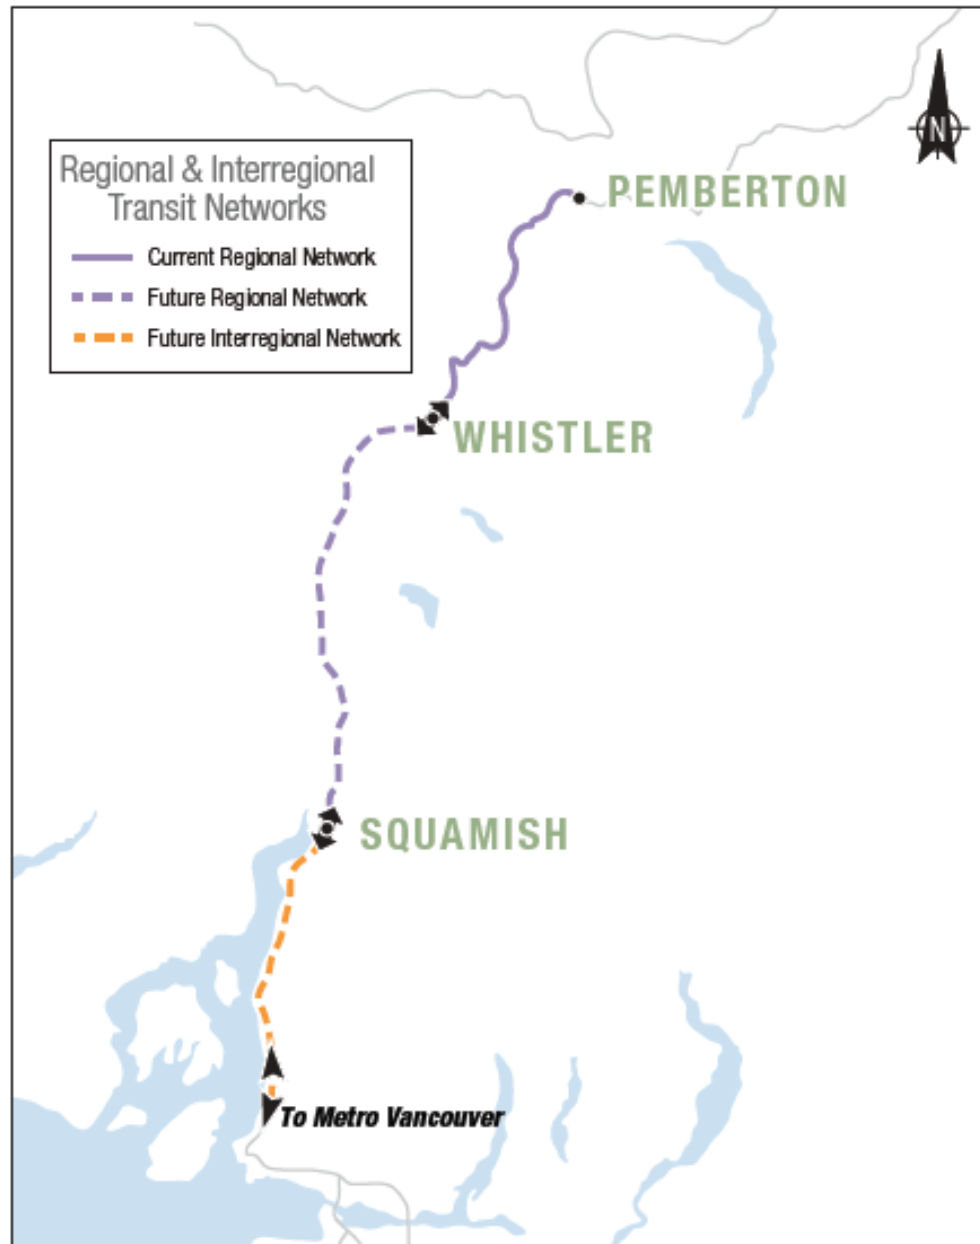 N
Regional & Interregional
Transit Networks
Current Regional Network
Future Regional Network
Future Interregional Network
PEMBERTON
WHISTLER
SQUAMISH
To Metro Vancouver